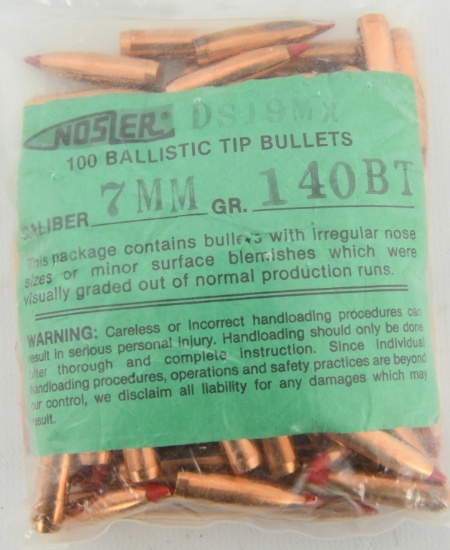 NOSLER® DS19MX
100 BALLISTIC TIP BULLETS
CALIBER 7MM GR. 140BT
This package contains bullets with irregular nose
sizes or minor surface blemishes which were
visually graded out of normal production runs.
WARNING: Careless or Incorrect handloading procedures can
result in serious personal injury. Handloading should only be done
after thorough and complete instruction. Since individual
handloading procedures, operations and safety practices are beyond
our control, we disclaim all liability for any damages which may
result.